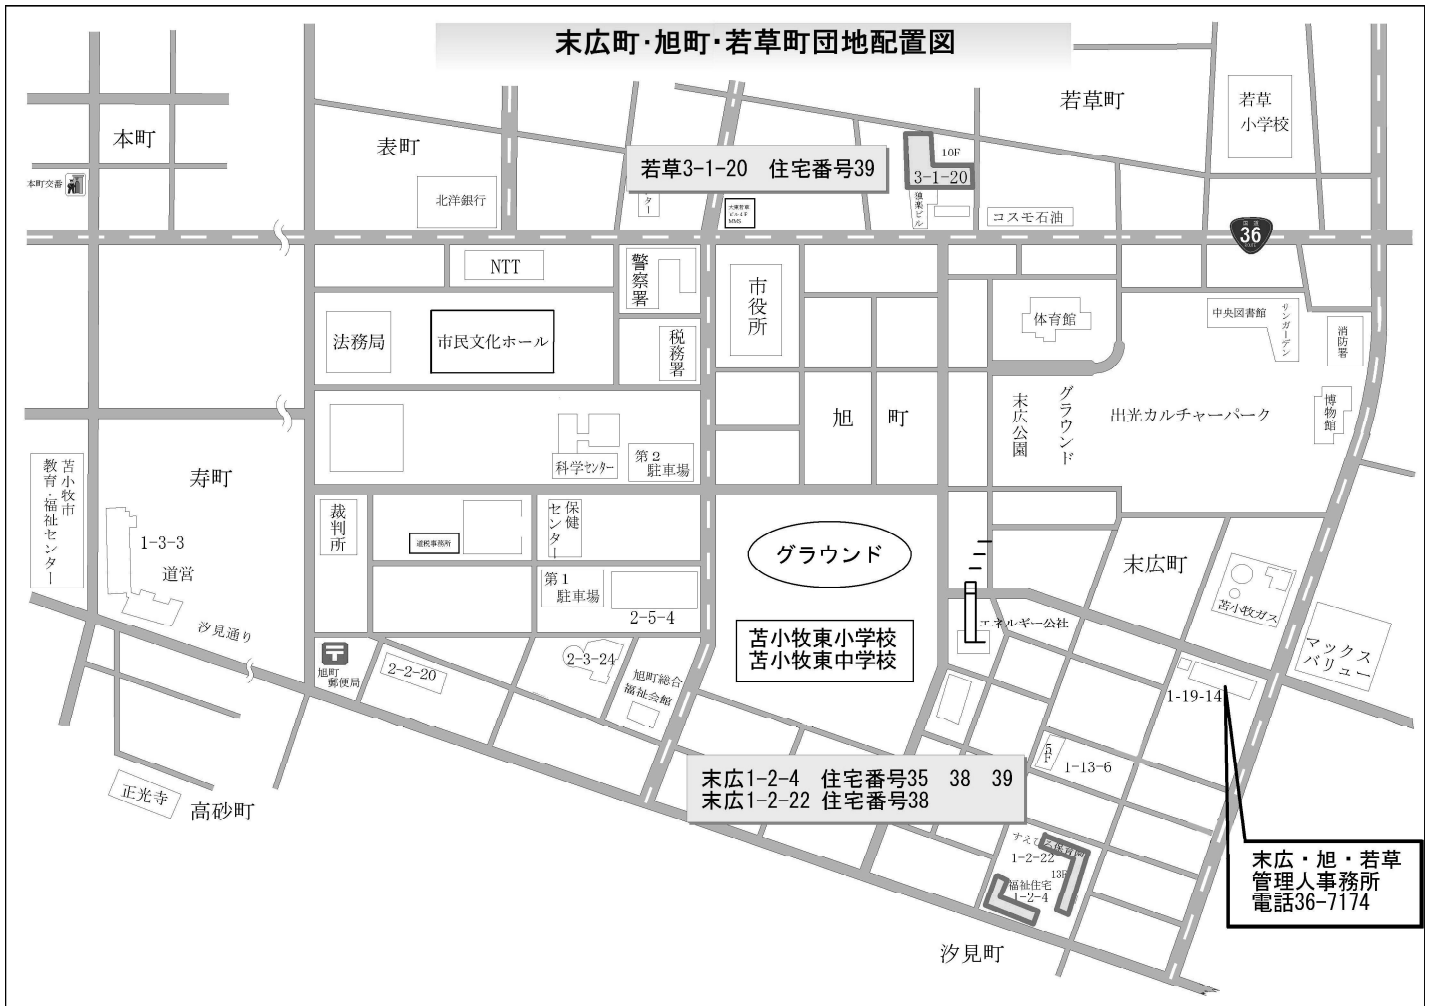 末広町・旭町・若草町団地配置図
若草町
若草
小学校
本町
表町
本町交番
北洋銀行
若草3-1-20　住宅番号39
ター
10F
3-1-20
コスモ石油
36
NTT
警察署
市役所
法務局
市民文化ホール
税務署
体育館
中央図書館
サンガーデン
消防署
旭　町
末広公園
グラウンド
出光カルチャーパーク
博物館
科学センター
第2
駐車場
苫小牧市
教育・福祉センター
寿町
1-3-3
道営
裁判所
道税事務所
保健
センター
グラウンド
末広町
第1
駐車場
2-5-4
苫小牧ガス
エネルギー公社
マックス
バリュー
汐見通り
苫小牧東小学校
苫小牧東中学校
旭町
郵便局
2-2-20
2-3-24
旭町総合
福祉会館
1-19-14
5F
1-13-6
末広1-2-4　住宅番号35　38　39
末広1-2-22 住宅番号38
正光寺
高砂町
1-2-22
福祉住宅
1-2-4
末広・旭・若草
管理人事務所
電話36-7174
汐見町